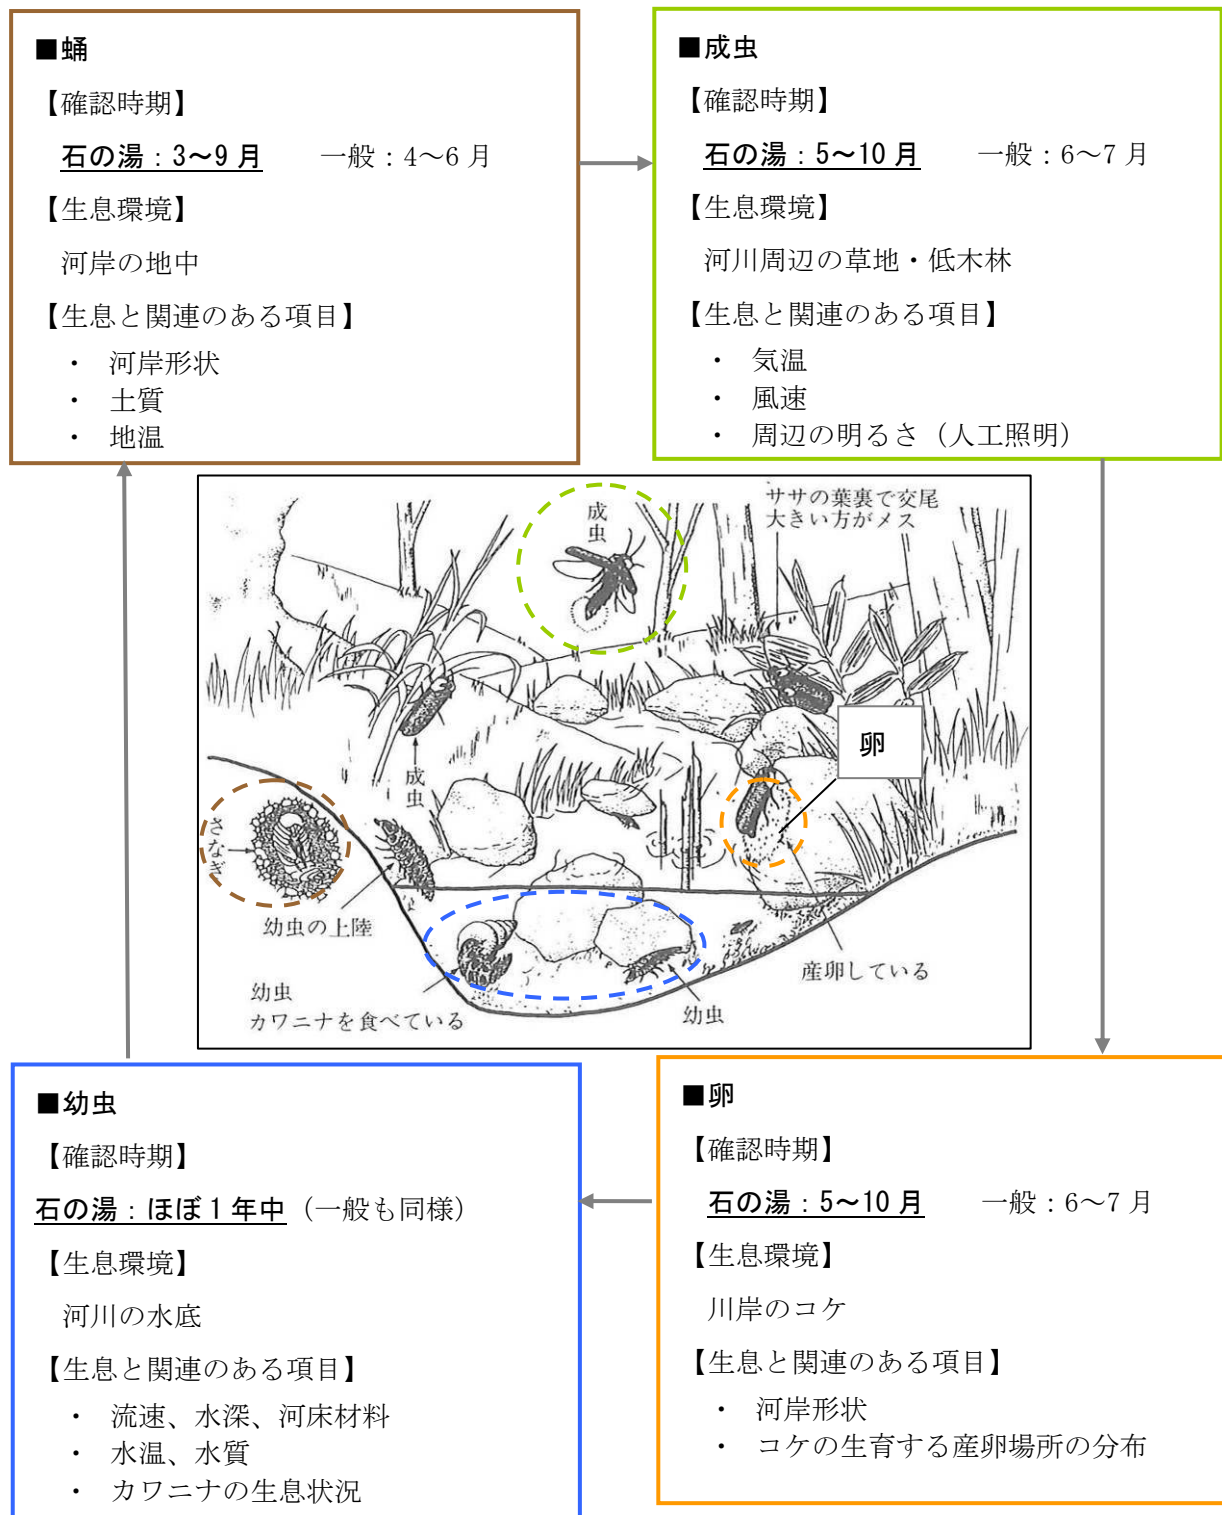 ■蛹
【確認時期】
石の湯：3～9 月　　一般：4～6 月
【生息環境】
河岸の地中
【生息と関連のある項目】
・ 河岸形状
・ 土質
・ 地温
■成虫
【確認時期】
石の湯：5～10 月　　一般：6～7 月
【生息環境】
河川周辺の草地・低木林
【生息と関連のある項目】
・ 気温
・ 風速
・ 周辺の明るさ（人工照明）
成虫
ササの葉裏で交尾
大きい方がメス
卵
成虫
さなぎ
幼虫の上陸
産卵している
幼虫
カワニナを食べている
幼虫
■幼虫
【確認時期】
石の湯：ほぼ 1 年中（一般も同様）
【生息環境】
河川の水底
【生息と関連のある項目】
・ 流速、水深、河床材料
・ 水温、水質
・ カワニナの生息状況
■卵
【確認時期】
石の湯：5～10 月　　一般：6～7 月
【生息環境】
川岸のコケ
【生息と関連のある項目】
・ 河岸形状
・ コケの生育する産卵場所の分布